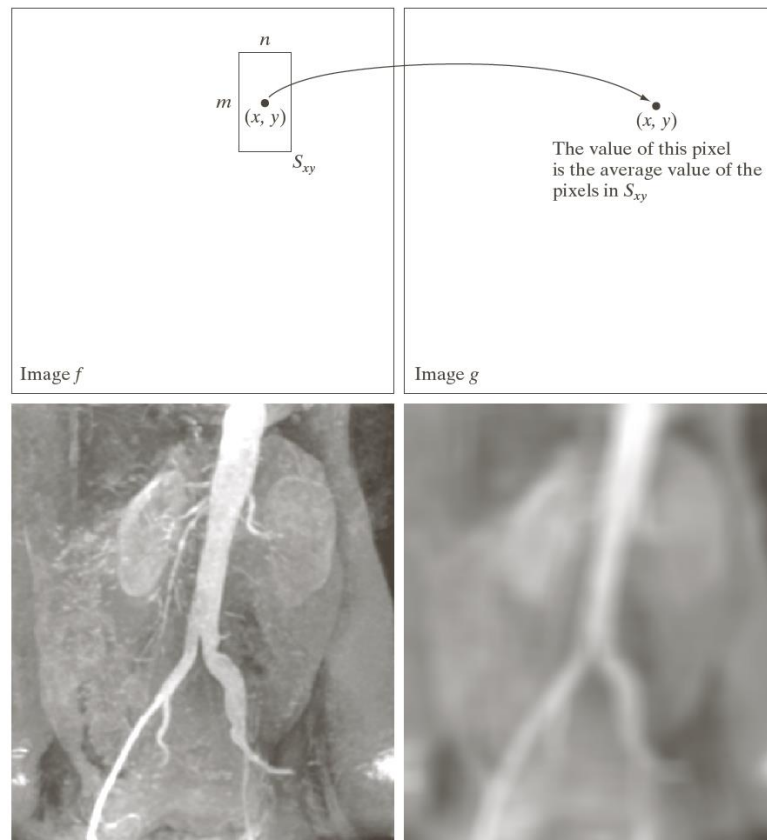 n
m
(x, y)
S_xy
(x, y)
The value of this pixel
is the average value of the
pixels in S_xy
Image f
Image g